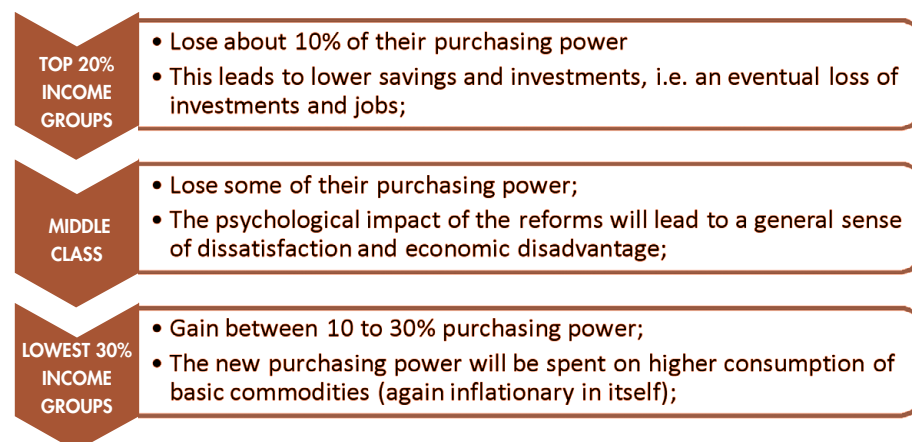 TOP 20%
INCOME
GROUPS
• Lose about 10% of their purchasing power
• This leads to lower savings and investments, i.e. an eventual loss of
investments and jobs;
MIDDLE
CLASS
• Lose some of their purchasing power;
• The psychological impact of the reforms will lead to a general sense
of dissatisfaction and economic disadvantage;
LOWEST 30%
INCOME
GROUPS
• Gain between 10 to 30% purchasing power;
• The new purchasing power will be spent on higher consumption of
basic commodities (again inflationary in itself);